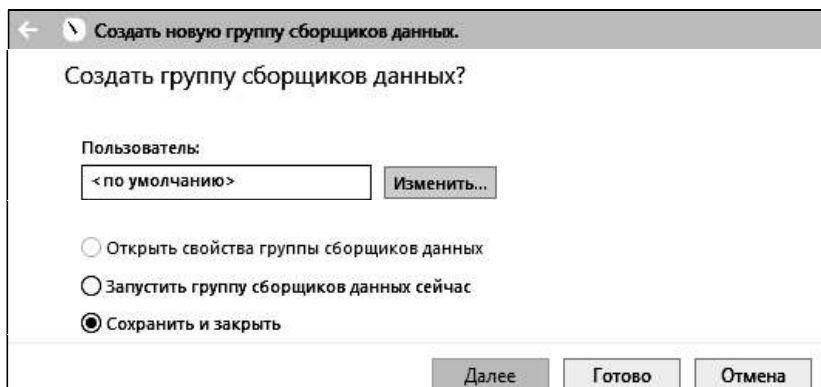 Создать новую группу сборщиков данных.
Создать группу сборщиков данных?
Пользователь:
<по умолчанию>
Изменить...
Открыть свойства группы сборщиков данных
Запустить группу сборщиков данных сейчас
Сохранить и закрыть
Далее Готово Отмена